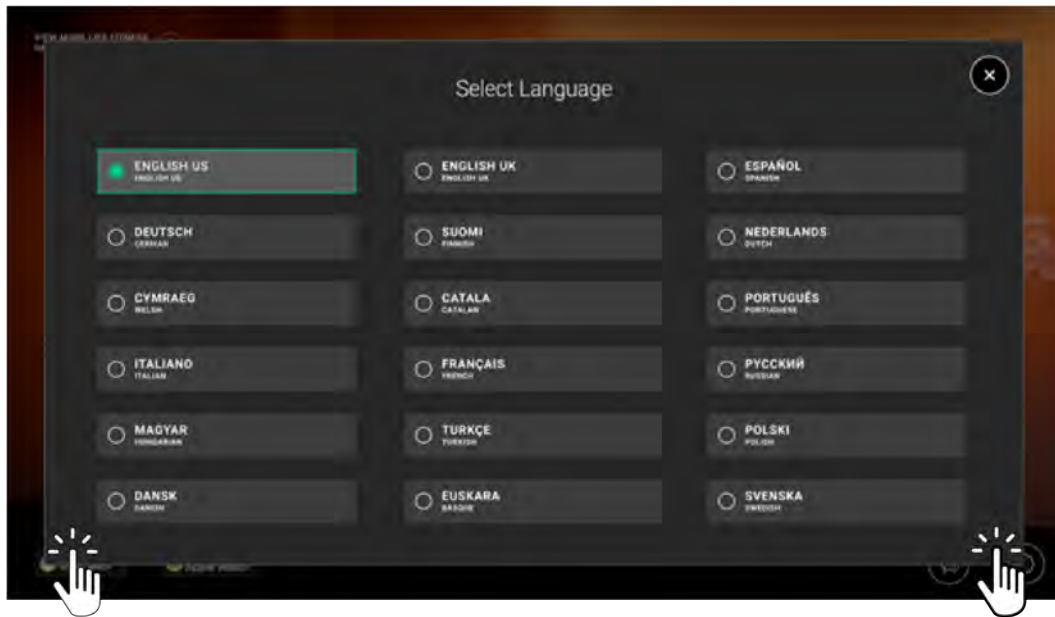 Select Language
ENGLISH US
ENGLISH US
ENGLISH UK
ENGLISH UK
ESPAÑOL
SPANISH
DEUTSCH
GERMAN
SUOMI
FINNISH
NEDERLANDS
DUTCH
CYMRAEG
WELSH
CATALA
CATALAN
PORTUGUÊS
PORTUGUESE
ITALIANO
ITALIAN
FRANÇAIS
FRENCH
РУССКИЙ
RUSSIAN
MAGYAR
HUNGARIAN
TURKÇE
TURKISH
POLSKI
POLISH
DANSK
DANISH
EUSKARA
BASQUE
SVENSKA
SWEDISH